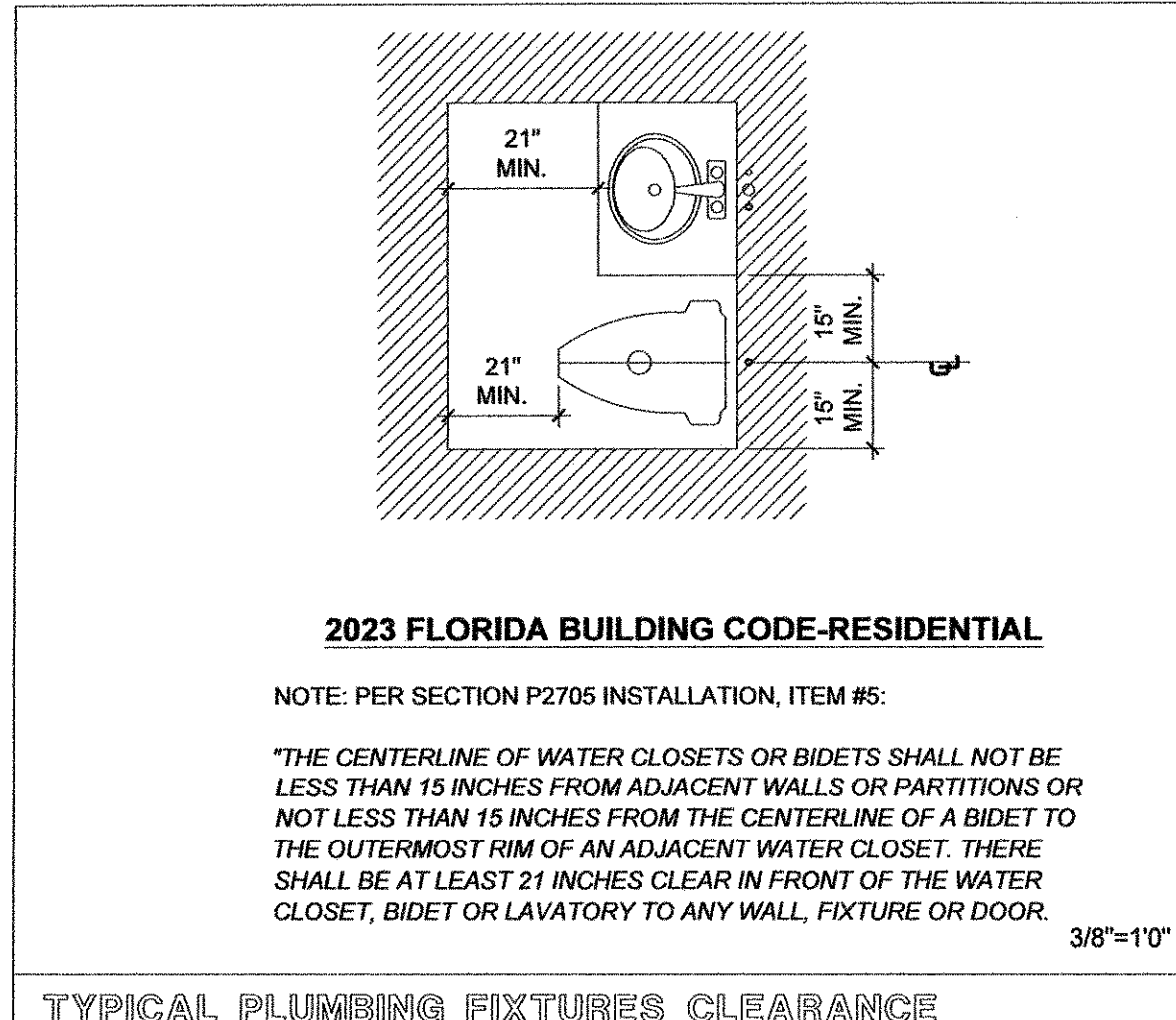 21"
MIN.
21"
MIN.
15"
MIN.
15"
MIN.
2023 FLORIDA BUILDING CODE-RESIDENTIAL
NOTE: PER SECTION P2705 INSTALLATION, ITEM #5:
"THE CENTERLINE OF WATER CLOSETS OR BIDETS SHALL NOT BE
LESS THAN 15 INCHES FROM ADJACENT WALLS OR PARTITIONS OR
NOT LESS THAN 15 INCHES FROM THE CENTERLINE OF A BIDET TO
THE OUTERMOST RIM OF AN ADJACENT WATER CLOSET. THERE
SHALL BE AT LEAST 21 INCHES CLEAR IN FRONT OF THE WATER
CLOSET, BIDET OR LAVATORY TO ANY WALL, FIXTURE OR DOOR.
3/8"=1'0"
TYPICAL PLUMBING FIXTURES CLEARANCE